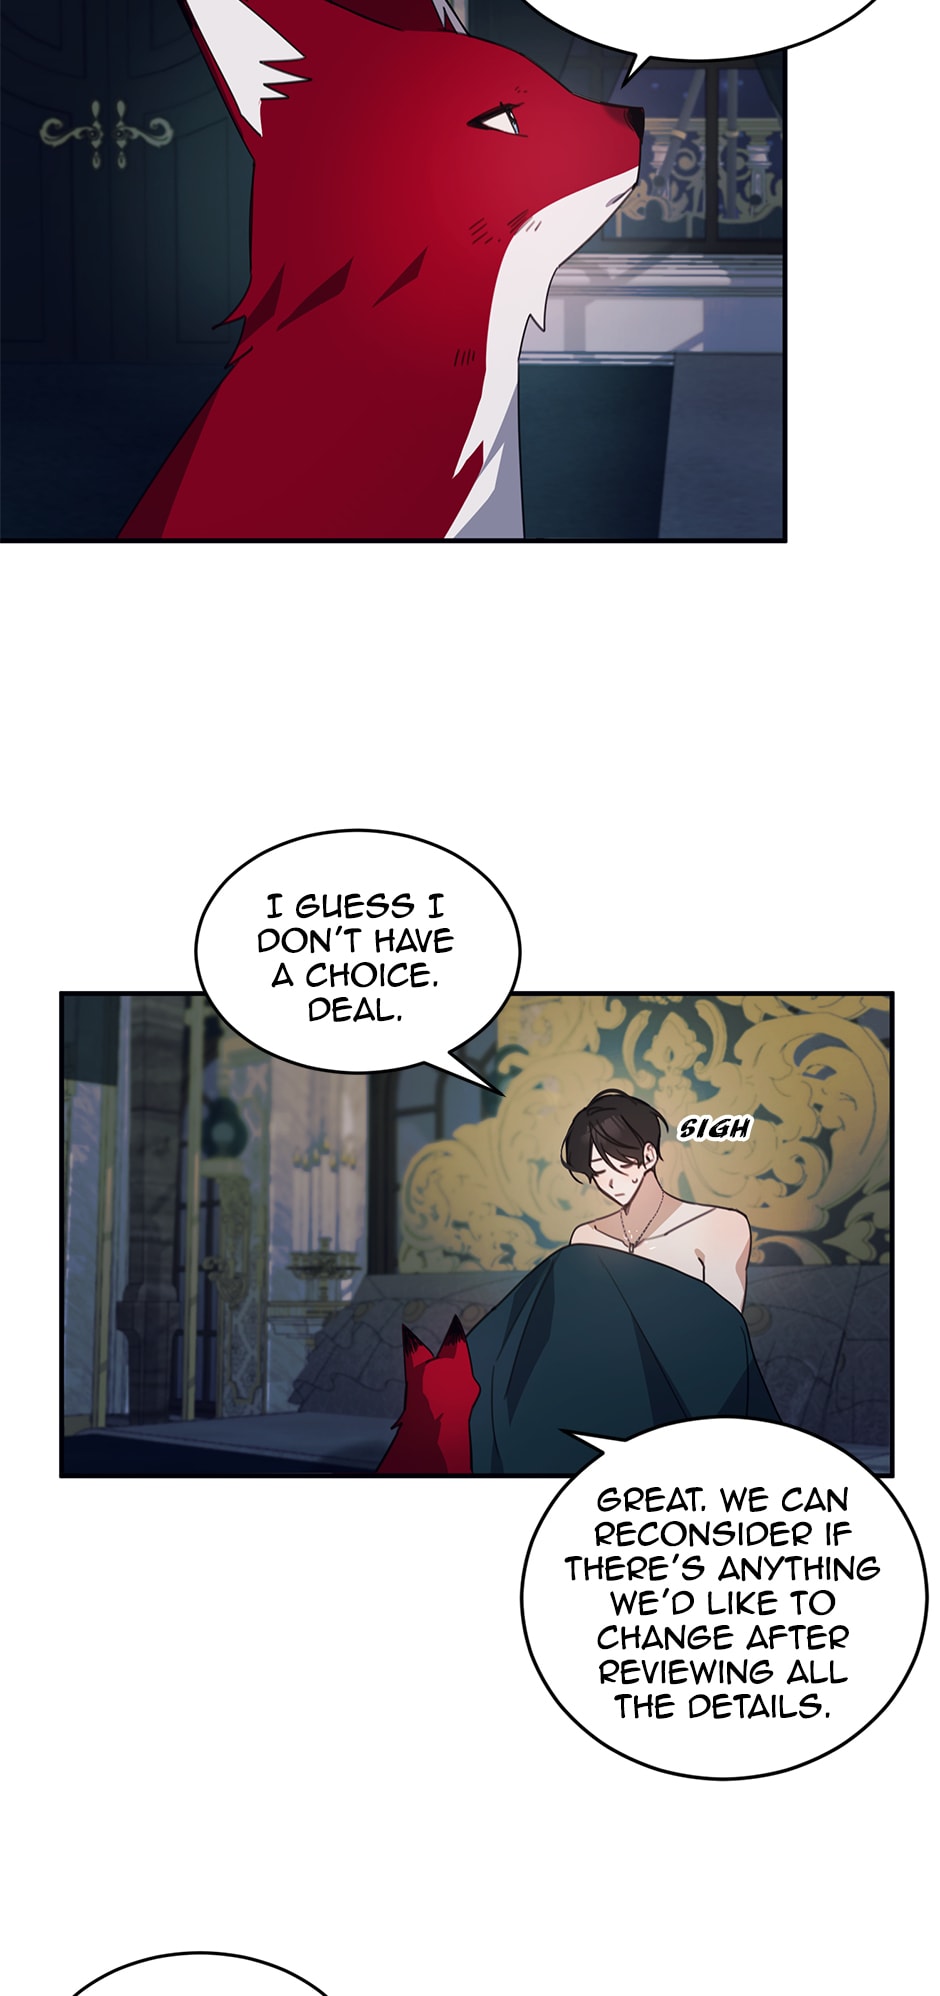 I GUESS I
DON'T HAVE
A CHOICE.
DEAL.
SIGH
GREAT. WE CAN
RECONSIDER IF
THERE'S ANYTHING
WE'D LIKE TO
CHANGE AFTER
REVIEWING ALL
THE DETAILS.